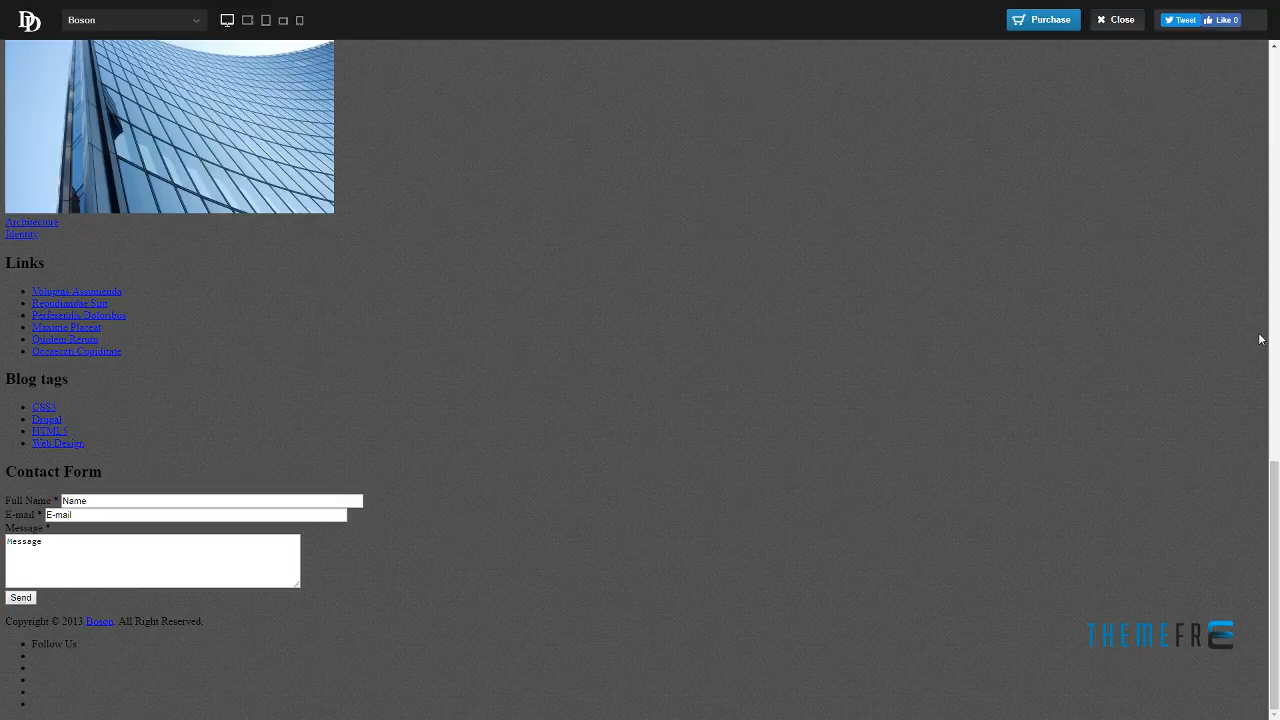 Boson
Purchase
Close
Tweet
Like 0
Architecture
Identity
Links
Voluptas Assumenda
Repudiandae Sint
Perferendis Doloribus
Maxime Placeat
Quidem Rerum
Occaecati Cupiditate
Blog tags
CSS3
Drupal
HTML5
Web Design
Contact Form
Full Name * Name
E-mail * E-mail
Message *
Message
Send
Copyright © 2013 Boson. All Right Reserved.
THEMEFRE
Follow Us: